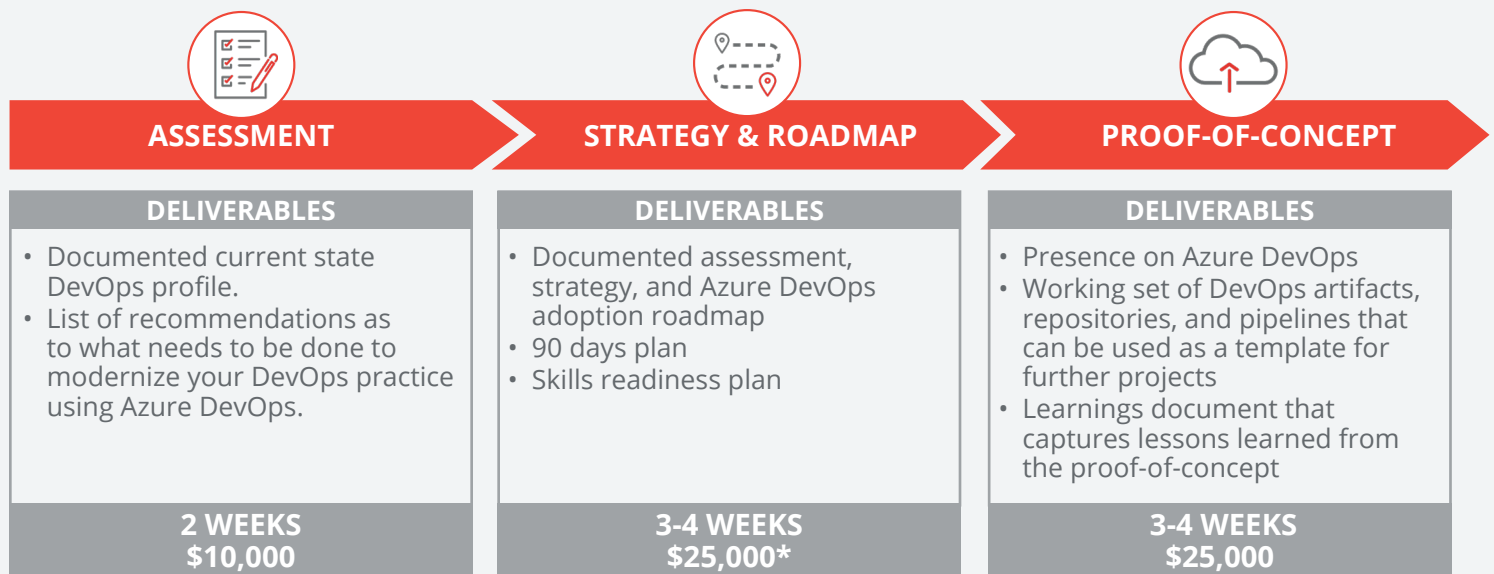 ASSESSMENT
STRATEGY & ROADMAP
PROOF-OF-CONCEPT
DELIVERABLES
• Documented current state
DevOps profile.
• List of recommendations as
to what needs to be done to
modernize your DevOps practice
using Azure DevOps.
2 WEEKS
$10,000
DELIVERABLES
• Documented assessment,
strategy, and Azure DevOps
adoption roadmap
• 90 days plan
• Skills readiness plan
3-4 WEEKS
$25,000*
DELIVERABLES
• Presence on Azure DevOps
• Working set of DevOps artifacts,
repositories, and pipelines that
can be used as a template for
further projects
• Learnings document that
captures lessons learned from
the proof-of-concept
3-4 WEEKS
$25,000